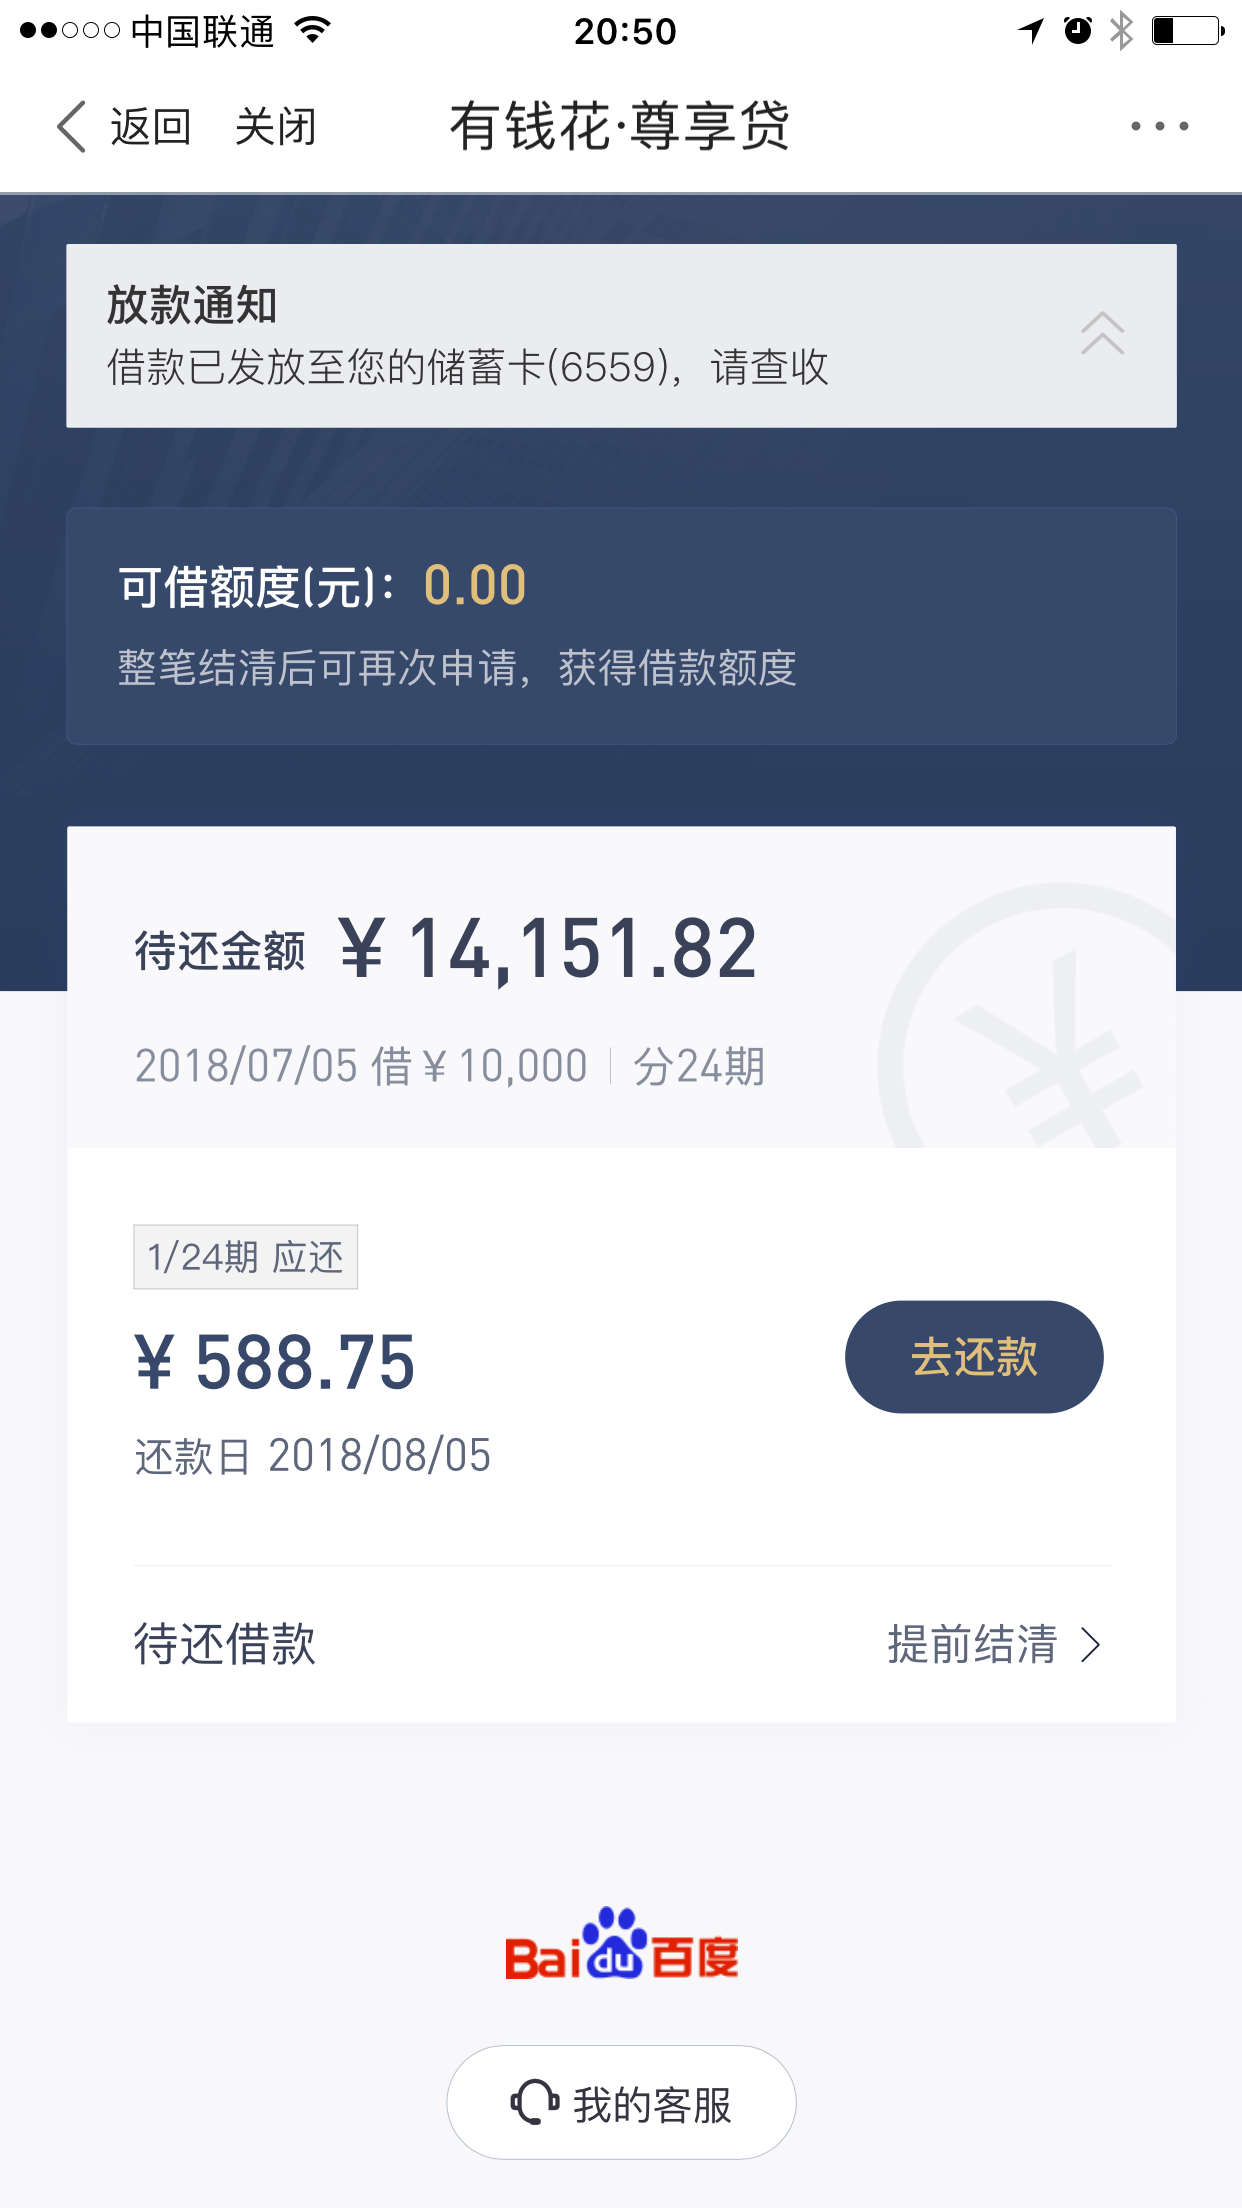 中国联通 20:50
返回 关闭 有钱花·尊享贷
放款通知
借款已发放至您的储蓄卡(6559)，请查收
可借额度(元)：0.00
整笔结清后可再次申请，获得借款额度
待还金额 ¥ 14,151.82
2018/07/05 借 ¥ 10,000 | 分24期
1/24期 应还
¥ 588.75
去还款
还款日 2018/08/05
待还借款 提前结清
Baidu百度
我的客服